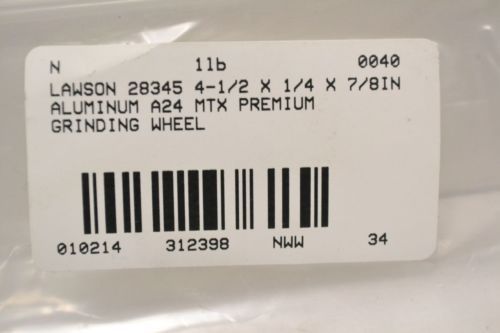 N 1lb 0040
LAWSON 28345 4-1/2 X 1/4 X 7/8IN
ALUMINUM A24 MTX PREMIUM
GRINDING WHEEL
010214 312398 NWW 34